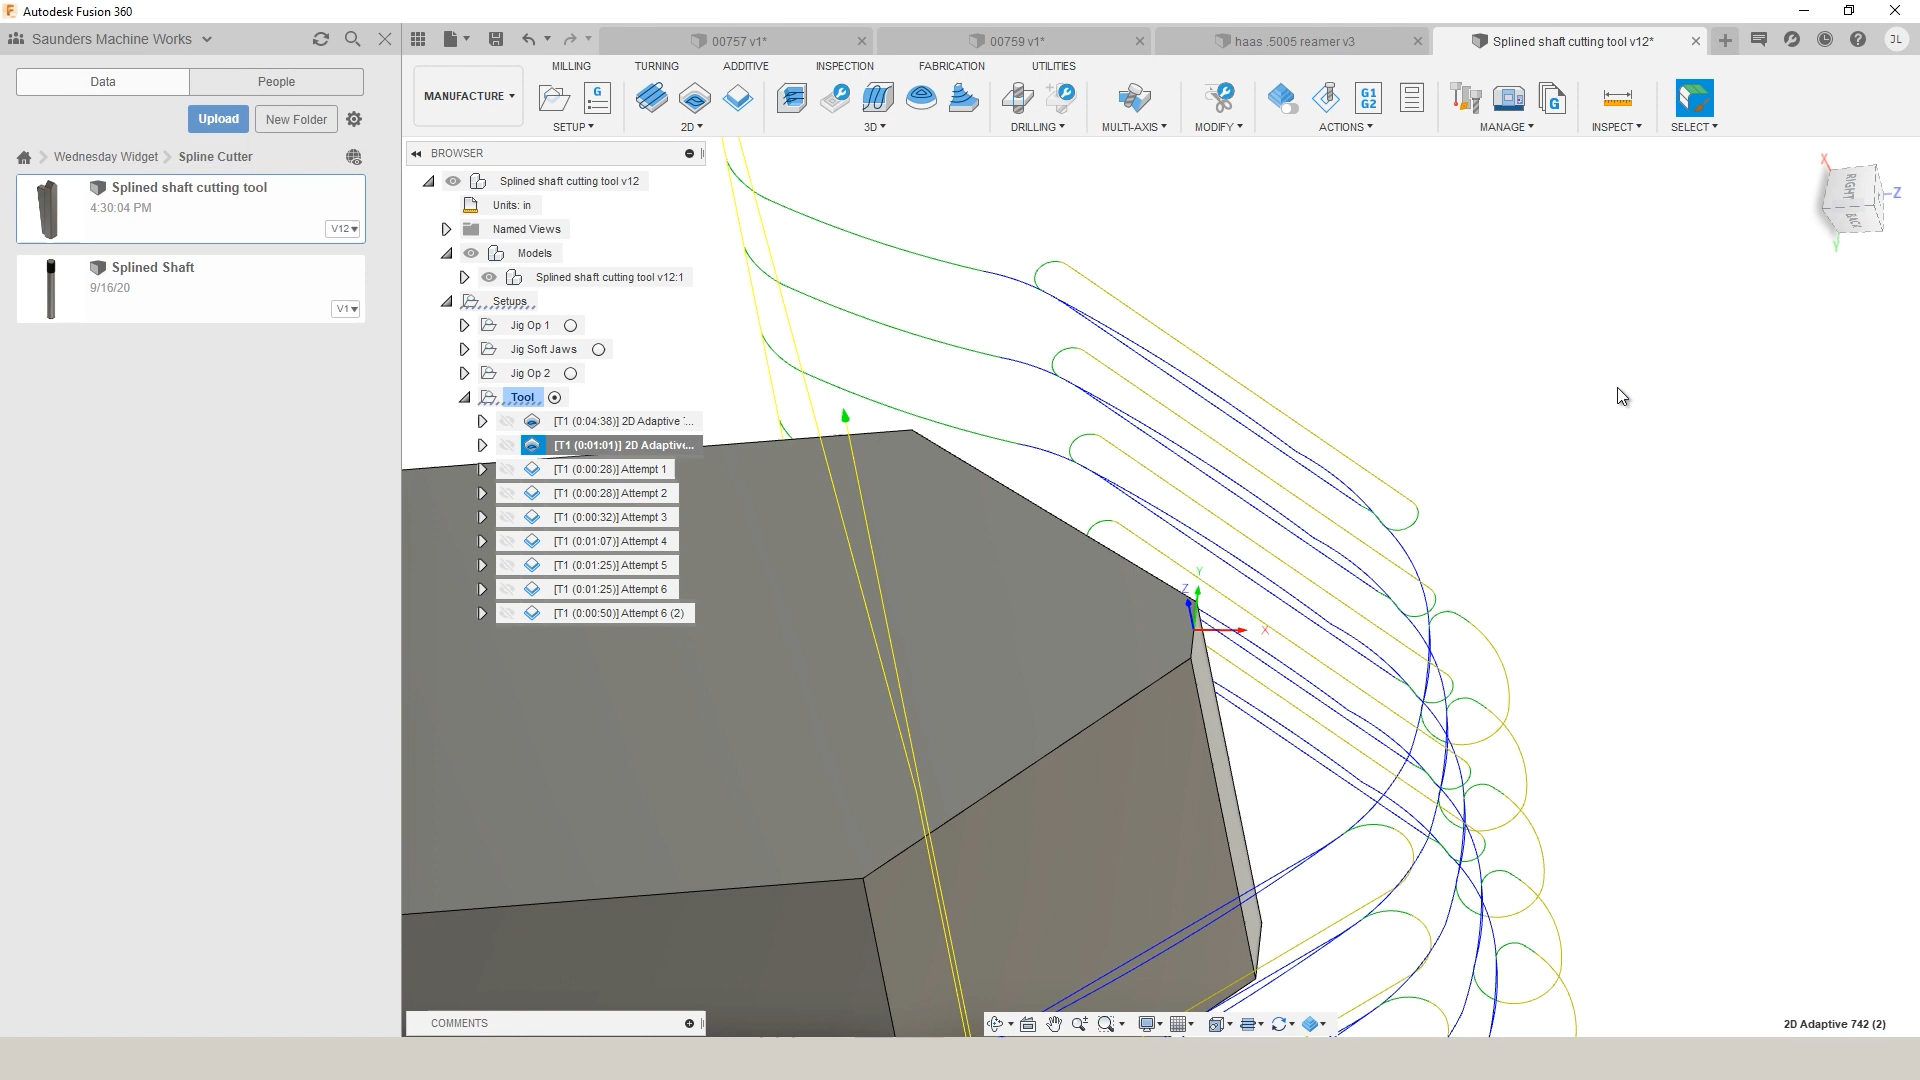 Autodesk Fusion 360
Saunders Machine Works
Data
People
Upload
New Folder
Wednesday Widget
Spline Cutter
Splined shaft cutting tool
4:30:04 PM
V12
Splined Shaft
9/16/20
V1
00757 v1*
00759 v1*
haas .5005 reamer v3
Splined shaft cutting tool v12*
JL
MILLING
TURNING
ADDITIVE
INSPECTION
FABRICATION
UTILITIES
MANUFACTURE
G
G1
G2
G
SETUP
2D
3D
DRILLING
MULTI-AXIS
MODIFY
ACTIONS
MANAGE
INSPECT
SELECT
BROWSER
Splined shaft cutting tool v12
Units: in
Named Views
Models
Splined shaft cutting tool v12:1
Setups
Jig Op 1
Jig Soft Jaws
Jig Op 2
Tool
[T1 (0:04:38)] 2D Adaptive ...
[T1 (0:01:01)] 2D Adaptive...
[T1 (0:00:28)] Attempt 1
[T1 (0:00:28)] Attempt 2
[T1 (0:00:32)] Attempt 3
[T1 (0:01:07)] Attempt 4
[T1 (0:01:25)] Attempt 5
[T1 (0:01:25)] Attempt 6
[T1 (0:00:50)] Attempt 6 (2)
X
RIGHT
BACK
Z
Y
Y
Z
X
COMMENTS
2D Adaptive 742 (2)